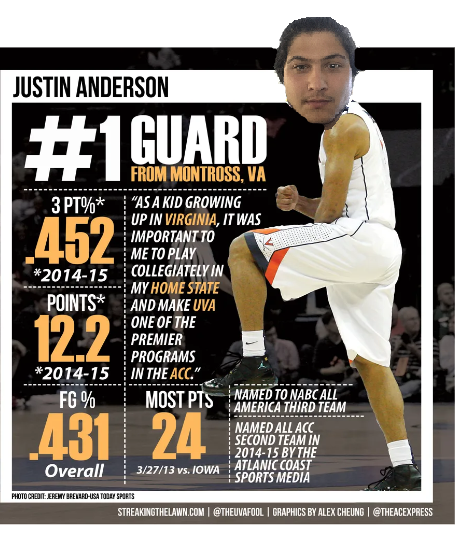 JUSTIN ANDERSON
#1 GUARD
FROM MONTROSS, VA
3 PT%*
.452
*2014-15
POINTS*
12.2
*2014-15
FG %
.431
Overall
"AS A KID GROWING
UP IN VIRGINIA, IT WAS
IMPORTANT TO
ME TO PLAY
COLLEGIATELY IN
MY HOME STATE
AND MAKE UVA
ONE OF THE
PREMIER
PROGRAMS
IN THE ACC."
MOST PTS
24
3/27/13 vs. IOWA
NAMED TO NABC ALL
AMERICA THIRD TEAM
NAMED ALL ACC
SECOND TEAM IN
2014-15 BY THE
ATLANIC COAST
SPORTS MEDIA
PHOTO CREDIT: JEREMY BREVARD-USA TODAY SPORTS
STREAKINGTHELAWN.COM | @THEUVAFOOL | GRAPHICS BY ALEX CHEUNG | @THEACEXPRESS